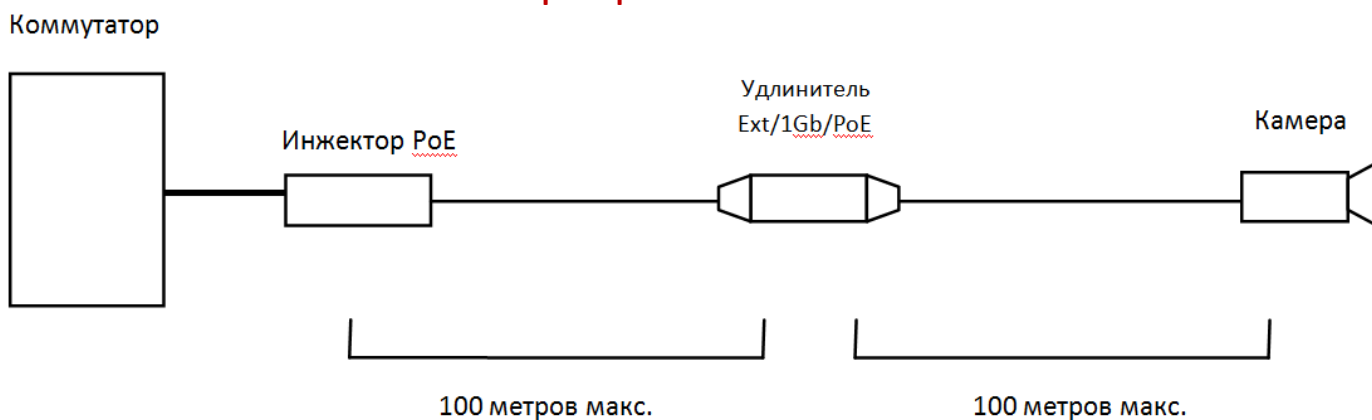 Коммутатор
Инжектор PoE
Удлинитель
Ext/1Gb/PoE
Камера
100 метров макс.
100 метров макс.